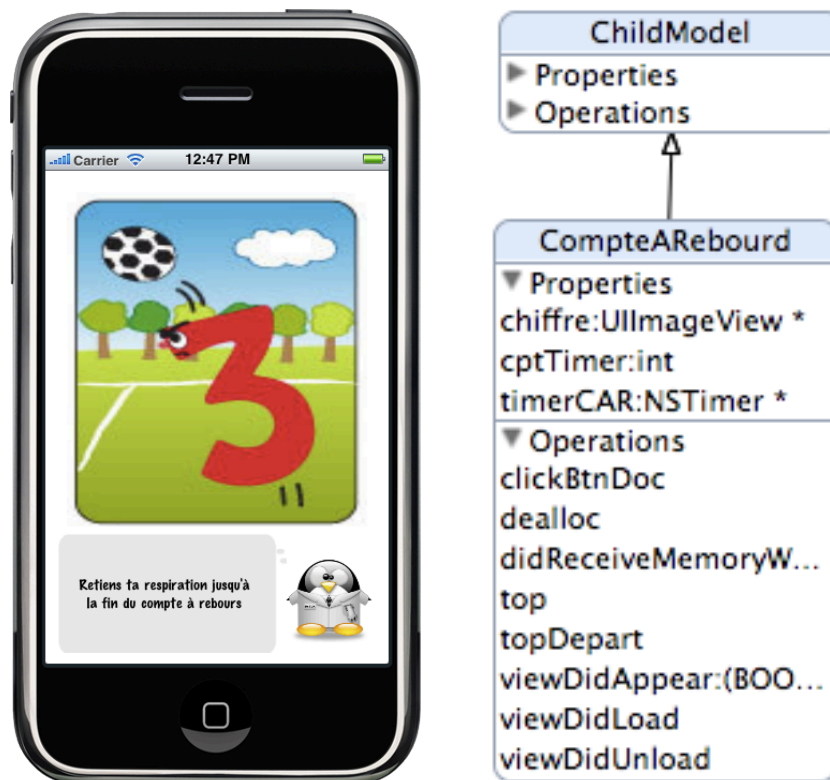 Carrier 12:47 PM
3
Retiens ta respiration jusqu'à
la fin du compte à rebours
ChildModel
Properties
Operations
CompteARebourd
Properties
chiffre:UIImageView *
cptTimer:int
timerCAR:NSTimer *
Operations
clickBtnDoc
dealloc
didReceiveMemoryW...
top
topDepart
viewDidAppear:(BOO...
viewDidLoad
viewDidUnload